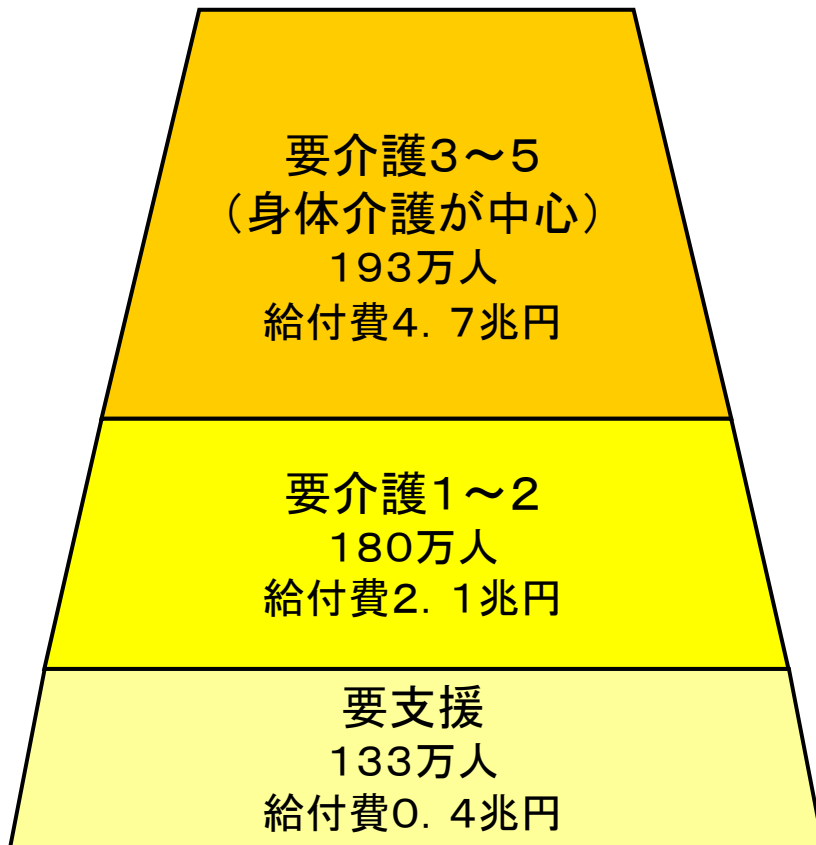 要介護3～5
（身体介護が中心）
193万人
給付費4．7兆円
要介護1～2
180万人
給付費2．1兆円
要支援
133万人
給付費0．4兆円